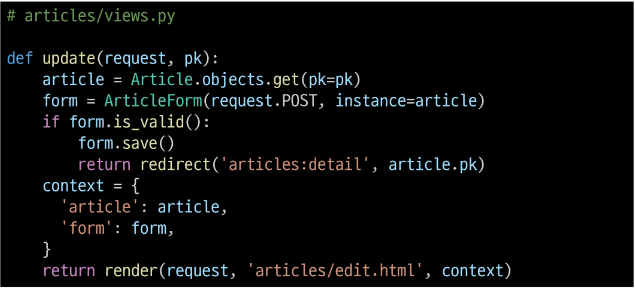 # articles/views.py

def update(request, pk):
    article = Article.objects.get(pk=pk)
    form = ArticleForm(request.POST, instance=article)
    if form.is_valid():
        form.save()
        return redirect('articles:detail', article.pk)
    context = {
      'article': article,
      'form': form,
    }
    return render(request, 'articles/edit.html', context)